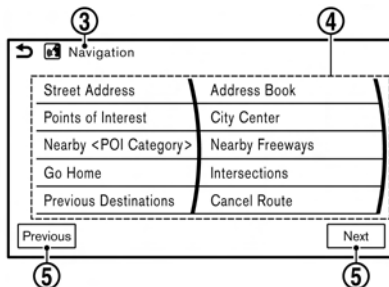 ③ ④
Navigation
Street Address Address Book
Points of Interest City Center
Nearby <POI Category> Nearby Freeways
Go Home Intersections
Previous Destinations Cancel Route
Previous Next
⑤ ⑤